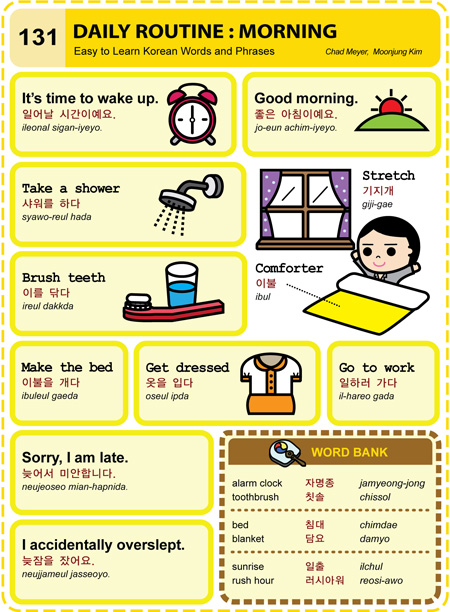 131
DAILY ROUTINE : MORNING
Easy to Learn Korean Words and Phrases
Chad Meyer, Moonjung Kim
It's time to wake up.
일어날 시간이예요.
ileonal sigan-iyeyo.
Good morning.
좋은 아침이예요.
jo-eun achim-iyeyo.
Take a shower
샤워를 하다
syawo-reul hada
Stretch
기지개
giji-gae
Brush teeth
이를 닦다
ireul dakkda
Comforter
이불
ibul
Make the bed
이불을 개다
ibuleul gaeda
Get dressed
옷을 입다
oseul ipda
Go to work
일하러 가다
il-hareo gada
Sorry, I am late.
늦어서 미안합니다.
neujeoseo mian-hapnida.
I accidentally overslept.
늦잠을 잤어요.
neujjameul jasseoyo.
WORD BANK
alarm clock 자명종 jamyeong-jong
toothbrush 칫솔 chissol
bed 침대 chimdae
blanket 담요 damyo
sunrise 일출 ilchul
rush hour 러시아워 reosi-awo